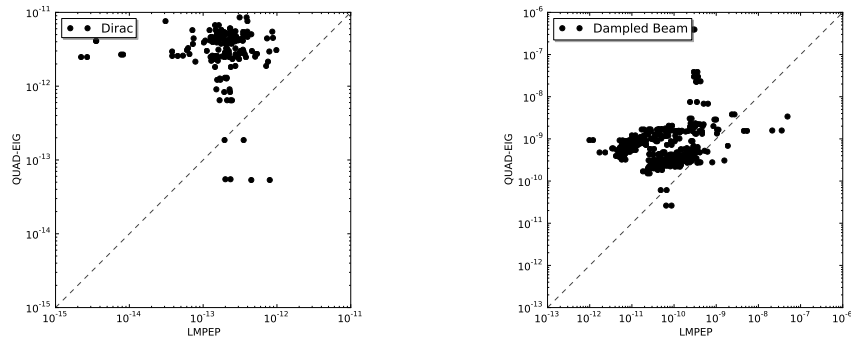 10⁻¹¹
Dirac
10⁻¹²
10⁻¹³
10⁻¹⁴
10⁻¹⁵
QUAD-EIG
10⁻¹⁵ 10⁻¹⁴ 10⁻¹³ 10⁻¹² 10⁻¹¹
LMPEP
10⁻⁶
Dampled Beam
10⁻⁷
10⁻⁸
10⁻⁹
10⁻¹⁰
10⁻¹¹
10⁻¹²
10⁻¹³
QUAD-EIG
10⁻¹³ 10⁻¹² 10⁻¹¹ 10⁻¹⁰ 10⁻⁹ 10⁻⁸ 10⁻⁷ 10⁻⁶
LMPEP